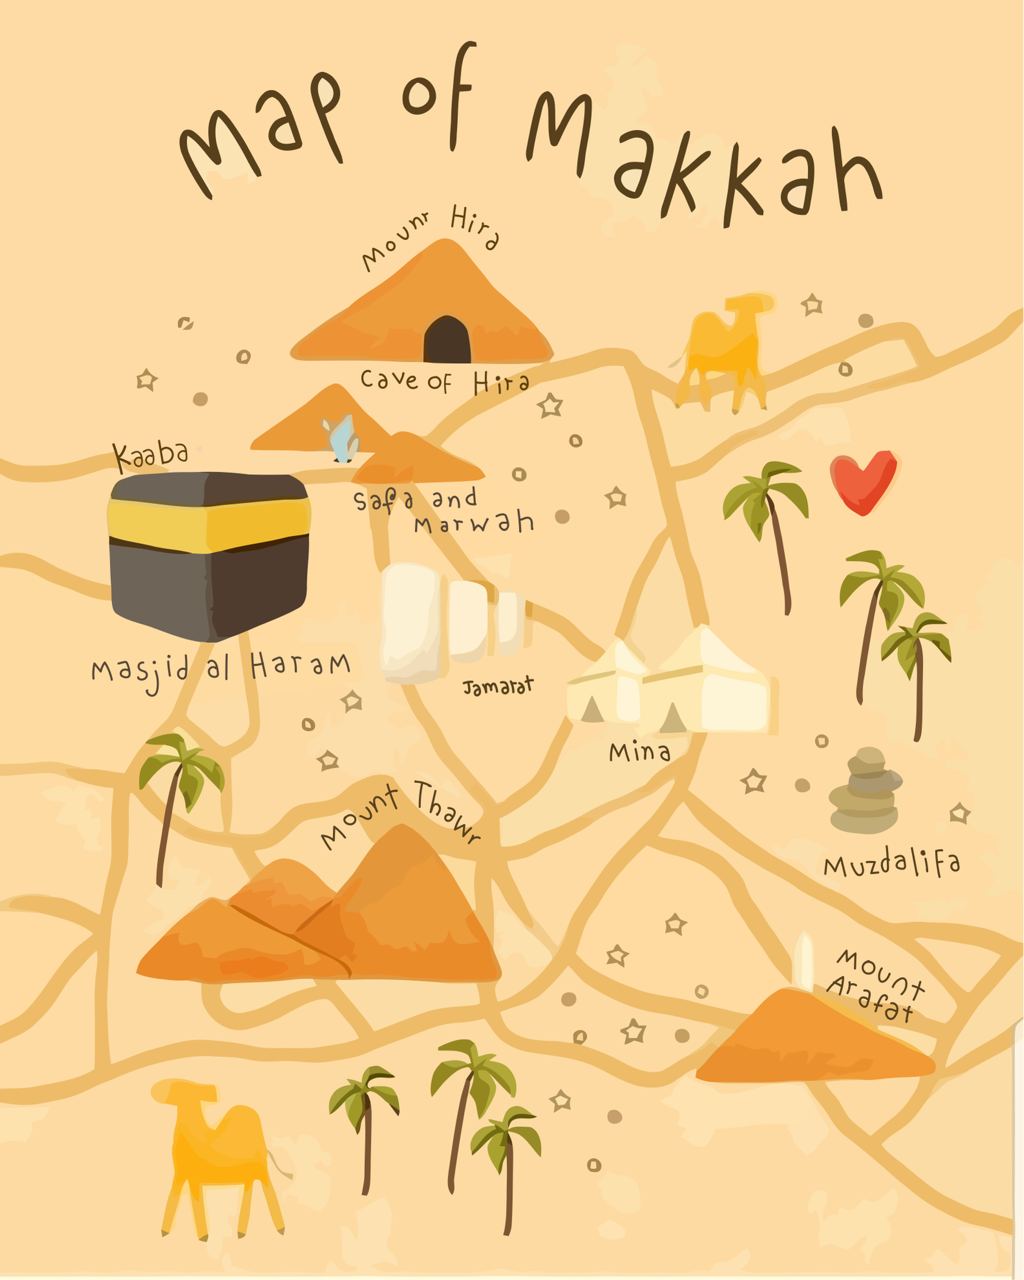 Map of Makkah
Mounr Hira
Cave of Hira
Kaaba
Safa and
Marwah
Masjid al Haram
Jamarat
Mina
Mount Thawr
Muzdalifa
Mount
Arafat